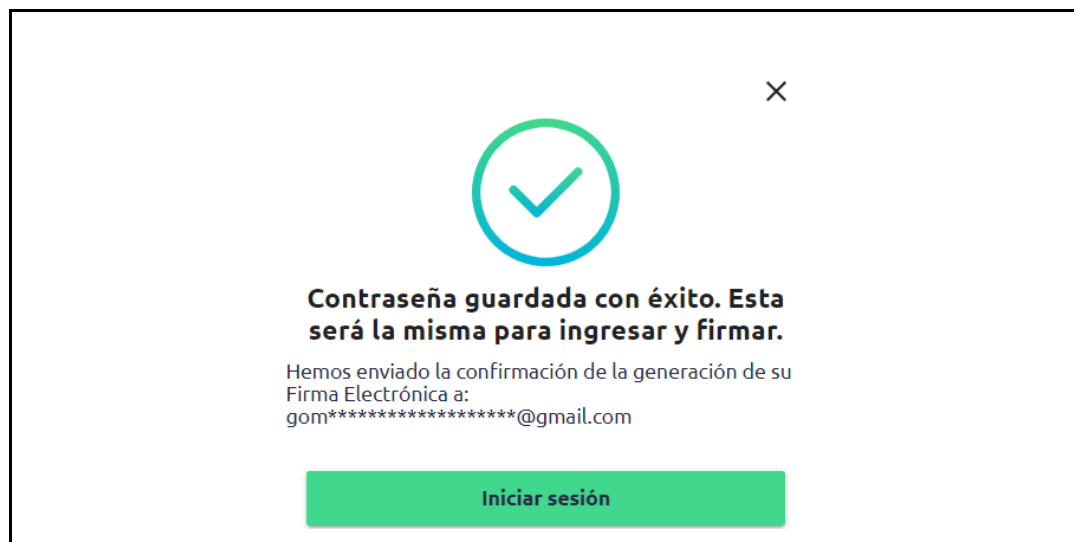 Contraseña guardada con éxito. Esta
será la misma para ingresar y firmar.
Hemos enviado la confirmación de la generación de su
Firma Electrónica a:
gom*******************@gmail.com
Iniciar sesión